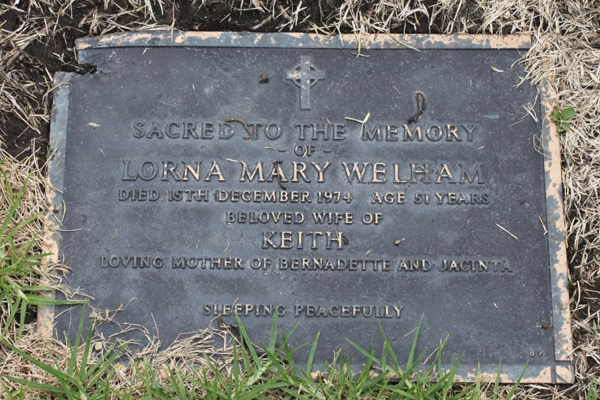 SACRED TO THE MEMORY
- OF -
LORNA MARY WELHAM
DIED 15TH DECEMBER 1974 AGE 51 YEARS
BELOVED WIFE OF
KEITH
LOVING MOTHER OF BERNADETTE AND JACINTA
SLEEPING PEACEFULLY